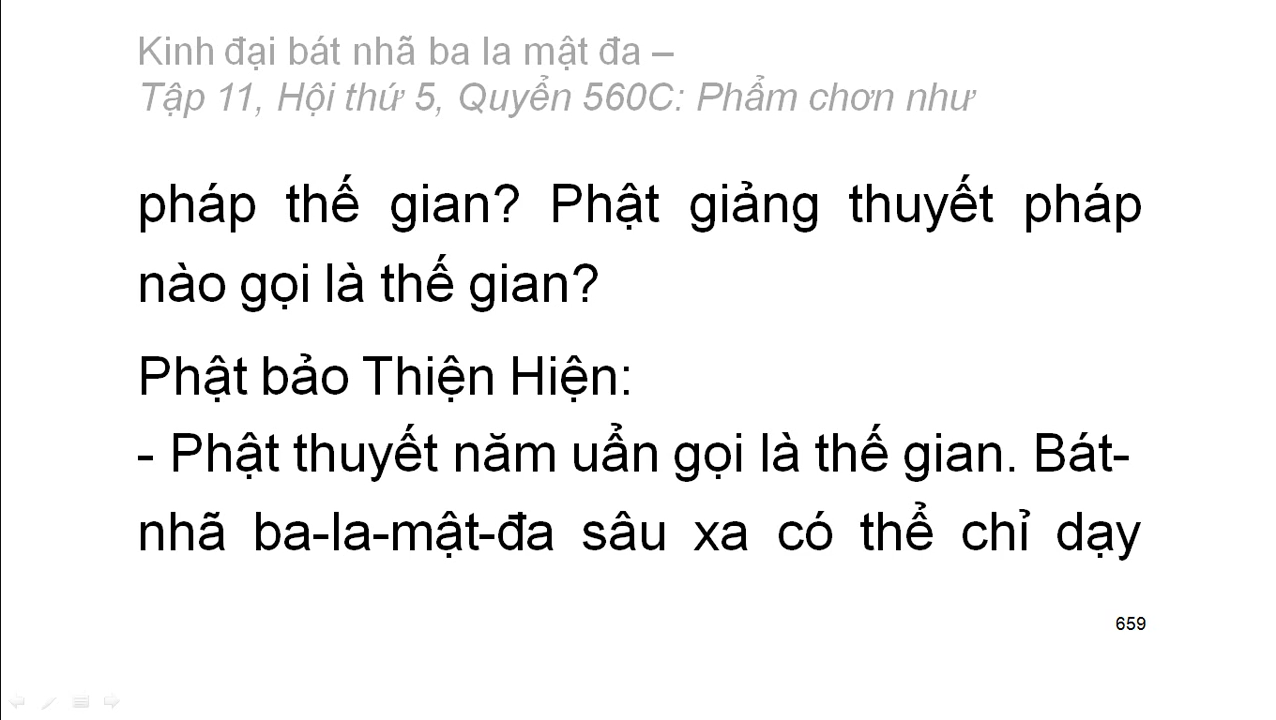 Kinh đại bát nhã ba la mật đa –
Tập 11, Hội thứ 5, Quyển 560C: Phẩm chơn như
pháp thế gian? Phật giảng thuyết pháp
nào gọi là thế gian?
Phật bảo Thiện Hiện:
- Phật thuyết năm uẩn gọi là thế gian. Bát-
nhã ba-la-mật-đa sâu xa có thể chỉ dạy
659